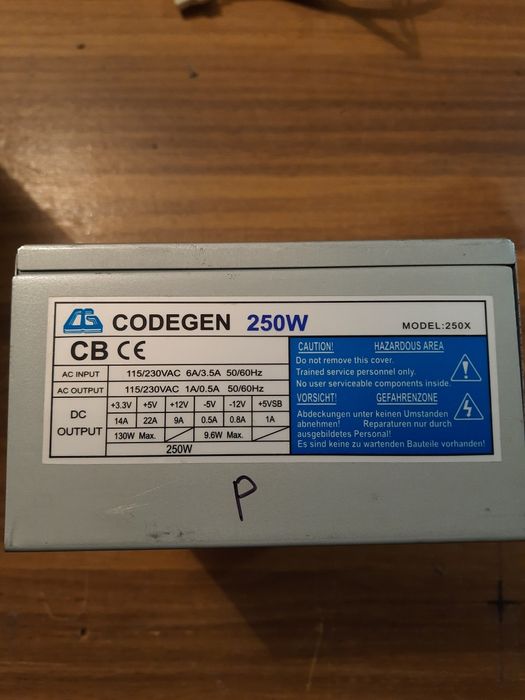 CODEGEN 250W
MODEL:250X
CB CE
AC INPUT 115/230VAC 6A/3.5A 50/60Hz
AC OUTPUT 115/230VAC 1A/0.5A 50/60Hz
DC OUTPUT
+3.3V +5V +12V -5V -12V +5VSB
14A 22A 9A 0.5A 0.8A 1A
130W Max. 9.6W Max.
250W
CAUTION! HAZARDOUS AREA
Do not remove this cover.
Trained service personnel only.
No user serviceable components inside.
VORSICHT! GEFAHRENZONE
Abdeckungen unter keinen Umständen
abnehmen! Reparaturen nur durch
ausgebildetes Personal!
Es sind keine zu wartenden Bauteile vorhanden!
P